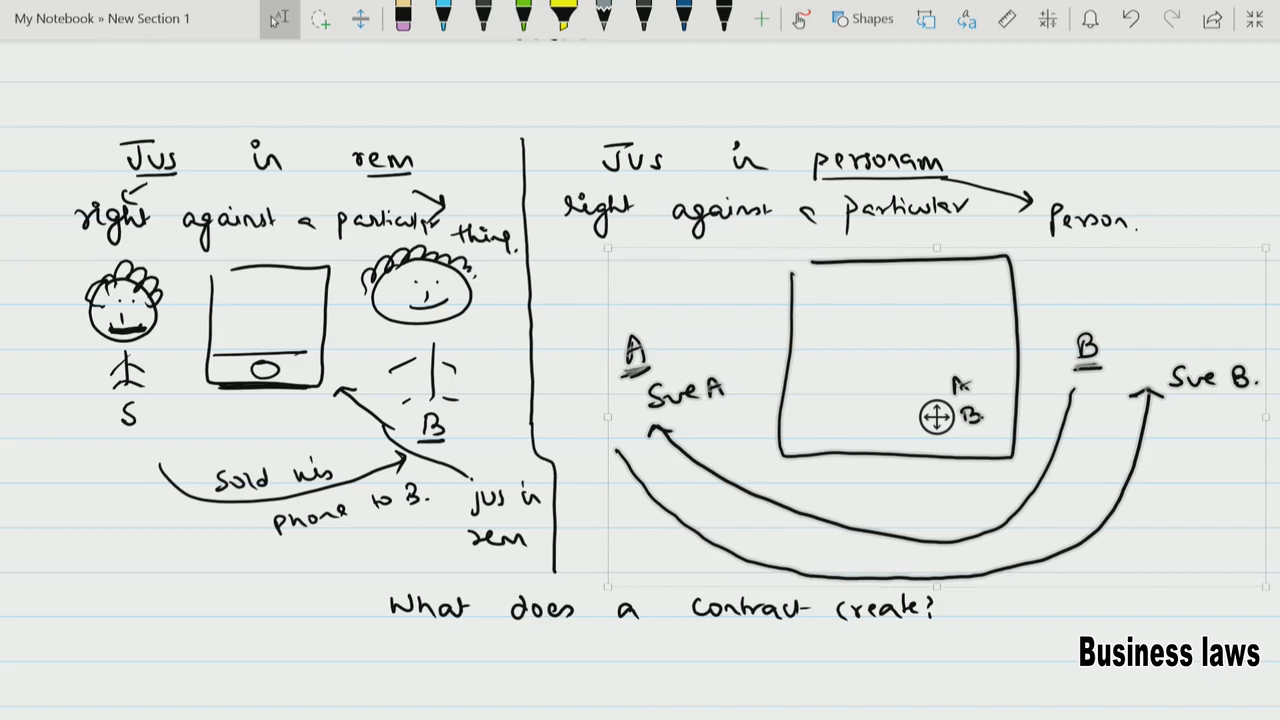 My Notebook » New Section 1
Shapes
Jus in rem
right against a particular thing.
S
B
Sold his
phone to B.
jus in
rem
Jus in personam
right against a particular Person.
A
Sue A
A
B
B
Sue B.
What does a contract create?
Business laws